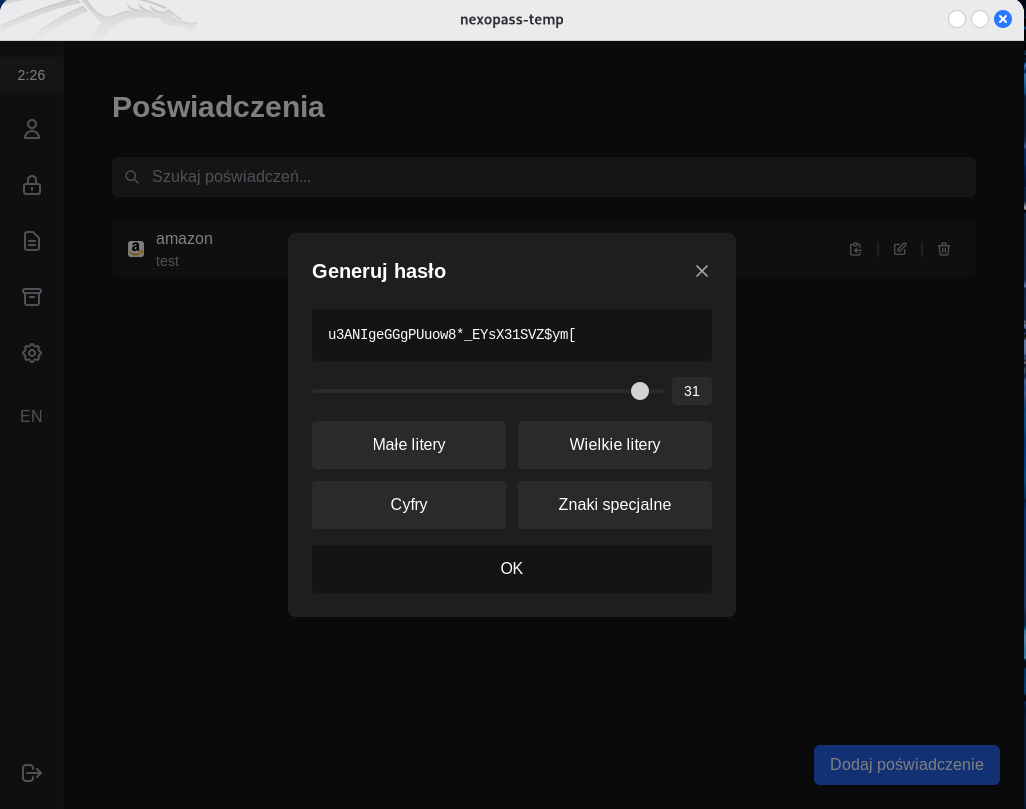 nexopass-temp
2:26
Poświadczenia
Szukaj poświadczeń...
amazon
test
Generuj hasło
u3ANIgeGGgPUuow8*_EYsX31SVZ$ym[
31
Małe litery
Wielkie litery
Cyfry
Znaki specjalne
OK
EN
Dodaj poświadczenie